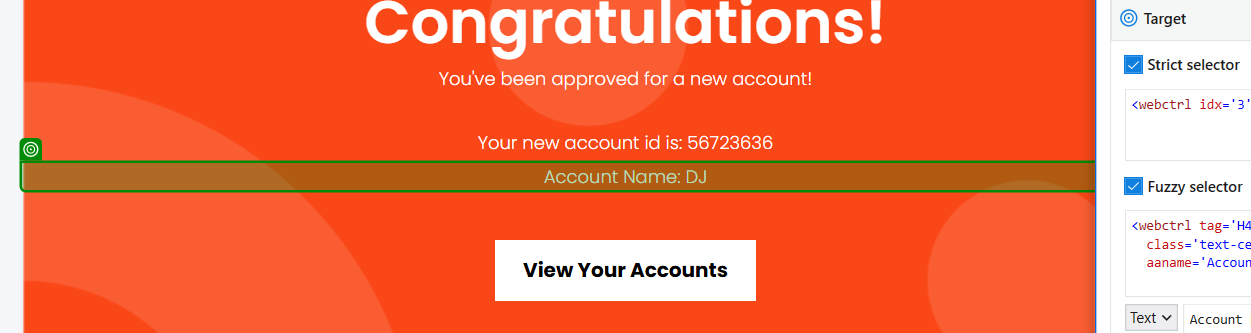 Congratulations!
You've been approved for a new account!
Your new account id is: 56723636
Account Name: DJ
View Your Accounts
Target
Strict selector
<webctrl idx='3'
Fuzzy selector
<webctrl tag='H4
class='text-ce
aaname='Accoun
Text
Account